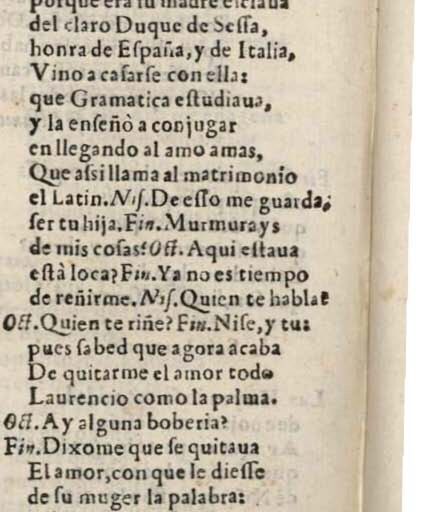 porque era su madre esclaua
del claro Duque de Sessa,
honra de España, y de Italia,
Vino a casarse con ella:
que Gramatica estudiaua,
y la enseñò a conjugar
en llegando al amo amas,
Que assi llama al matrimonio
el Latin. Nis. De esso me guarda;
ser tu hija. Fin. Murmurays
de mis cosas? Oct. Aqui estaua
està loca? Fin. Ya no es tiempo
de reñirme. Nis. Quien te habla?
Oct. Quien te riñe? Fin. Nise, y tu:
pues sabed que agora acaba
De quitarme el amor todo
Laurencio como la palma.
Oct. Ay alguna boberia?
Fin. Dixome que se quitaua
El amor, con que le diesse
de su muger la palabra: